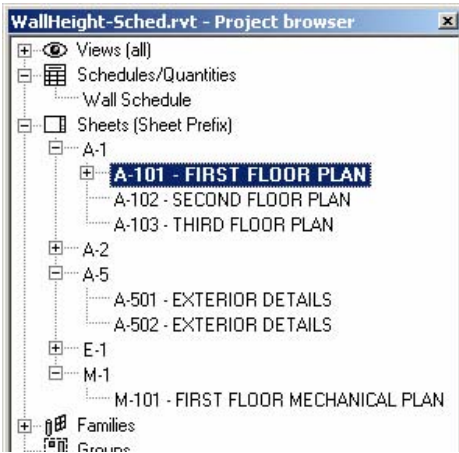 WallHeight-Sched.rvt - Project browser
Views (all)
Schedules/Quantities
Wall Schedule
Sheets (Sheet Prefix)
A-1
A-101 - FIRST FLOOR PLAN
A-102 - SECOND FLOOR PLAN
A-103 - THIRD FLOOR PLAN
A-2
A-5
A-501 - EXTERIOR DETAILS
A-502 - EXTERIOR DETAILS
E-1
M-1
M-101 - FIRST FLOOR MECHANICAL PLAN
Families
Groups